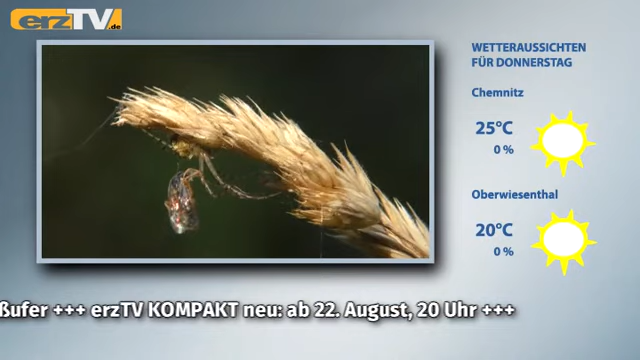 erzTV.de
WETTERAUSSICHTEN
FÜR DONNERSTAG
Chemnitz
25°C
0 %
Oberwiesenthal
20°C
0 %
ßufer +++ erzTV KOMPAKT neu: ab 22. August, 20 Uhr +++